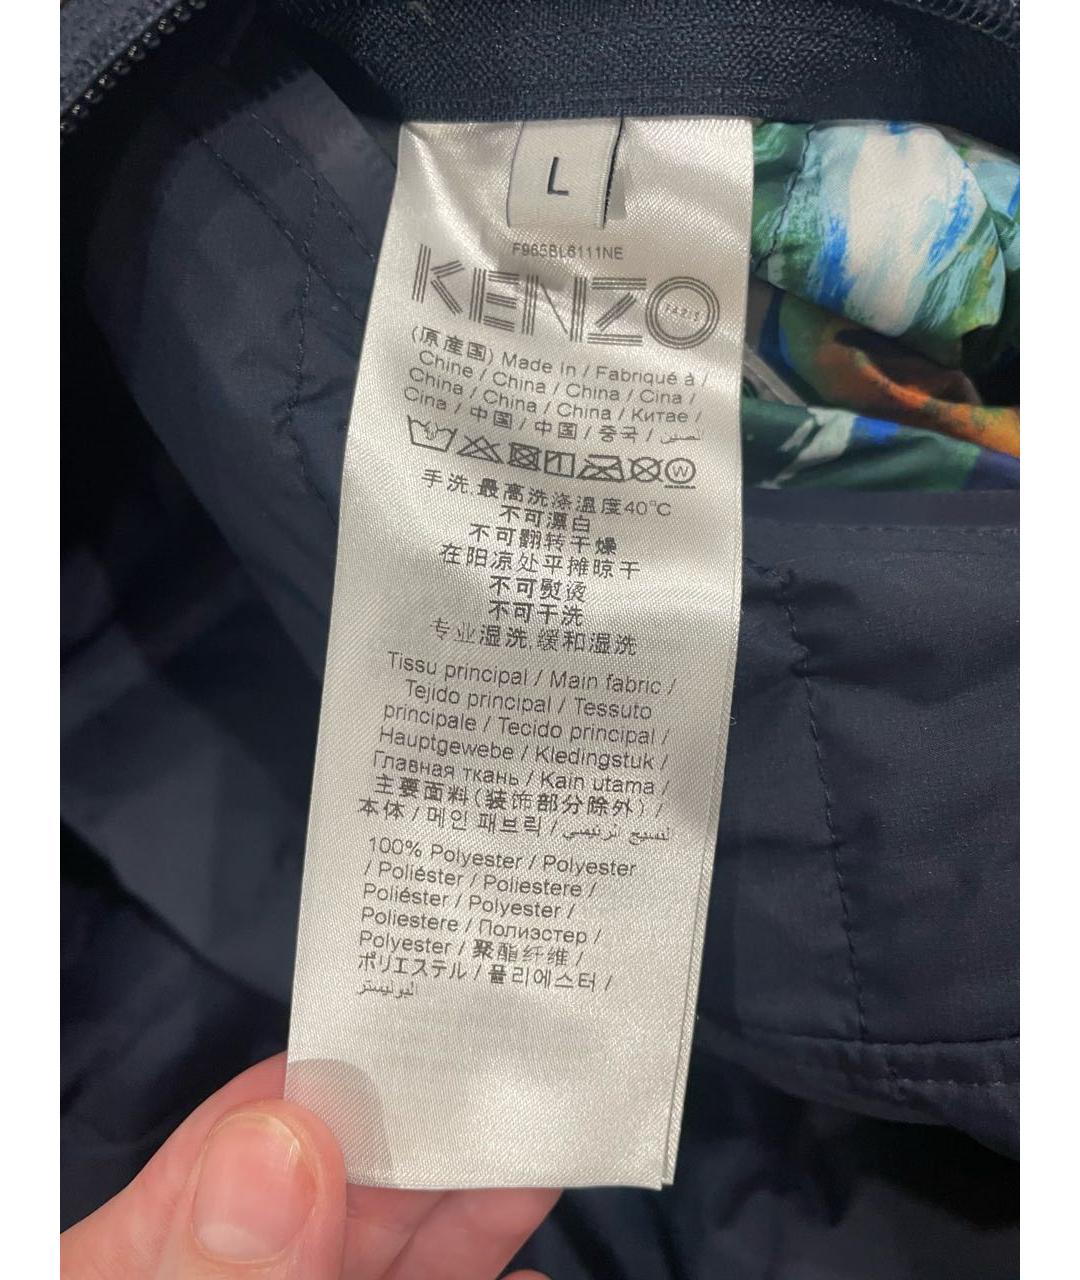 L
F965BL6111NE
KENZO
PARIS
(原産国) Made In / Fabriqué à /
Chine / China / China / Cina /
China / China / China / Китае /
Cina / 中国 / 中国 / 중국 / الصين
W
手洗,最高洗涤温度40°C
不可漂白
不可翻转干燥
在阳凉处平摊晾干
不可熨烫
不可干洗
专业湿洗,缓和湿洗
Tissu principal / Main fabric /
Tejido principal / Tessuto
principale / Tecido principal /
Hauptgewebe / Kledingstuk /
Главная ткань / Kain utama /
主要面料(装饰部分除外) /
本体 / 메인 패브릭 / النسيج الرئيسي
100% Polyester / Polyester
/ Poliéster / Poliestere /
Poliéster / Polyester /
Poliestere / Полиэстер /
Polyester / 聚酯纤维 /
ポリエステル / 폴리에스터 /
البوليستر